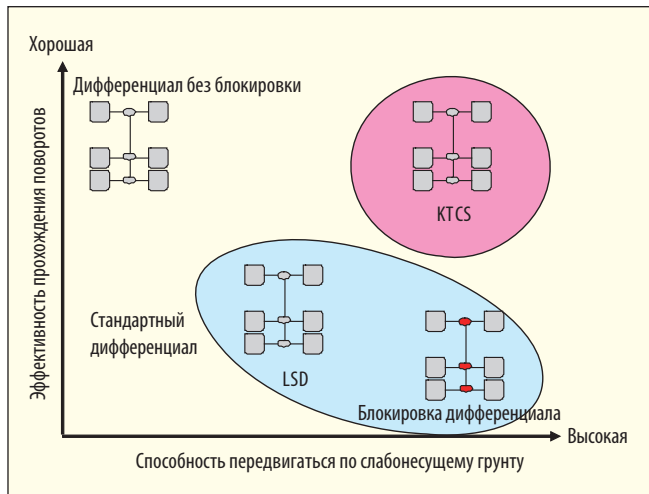 Хорошая
Дифференциал без блокировки
Эффективность прохождения поворотов
KTCS
Стандартный
дифференциал
LSD
Блокировка дифференциала
Высокая
Способность передвигаться по слабонесущему грунту